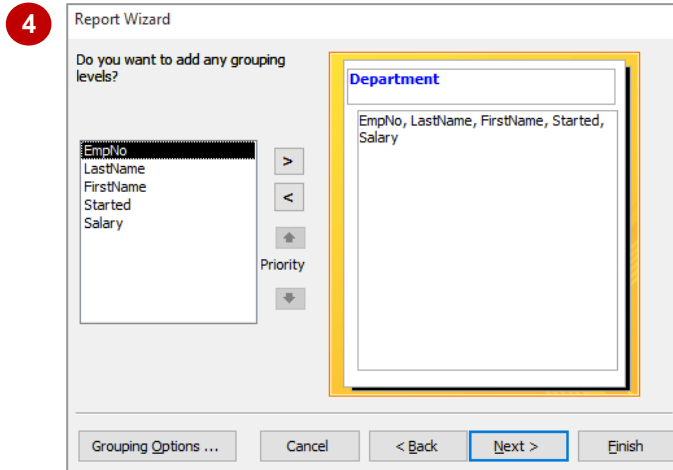 4
Report Wizard
Do you want to add any grouping
levels?
EmpNo
LastName
FirstName
Started
Salary
>
<
Priority
Department
EmpNo, LastName, FirstName, Started,
Salary
Grouping Options ...
Cancel
< Back
Next >
Finish